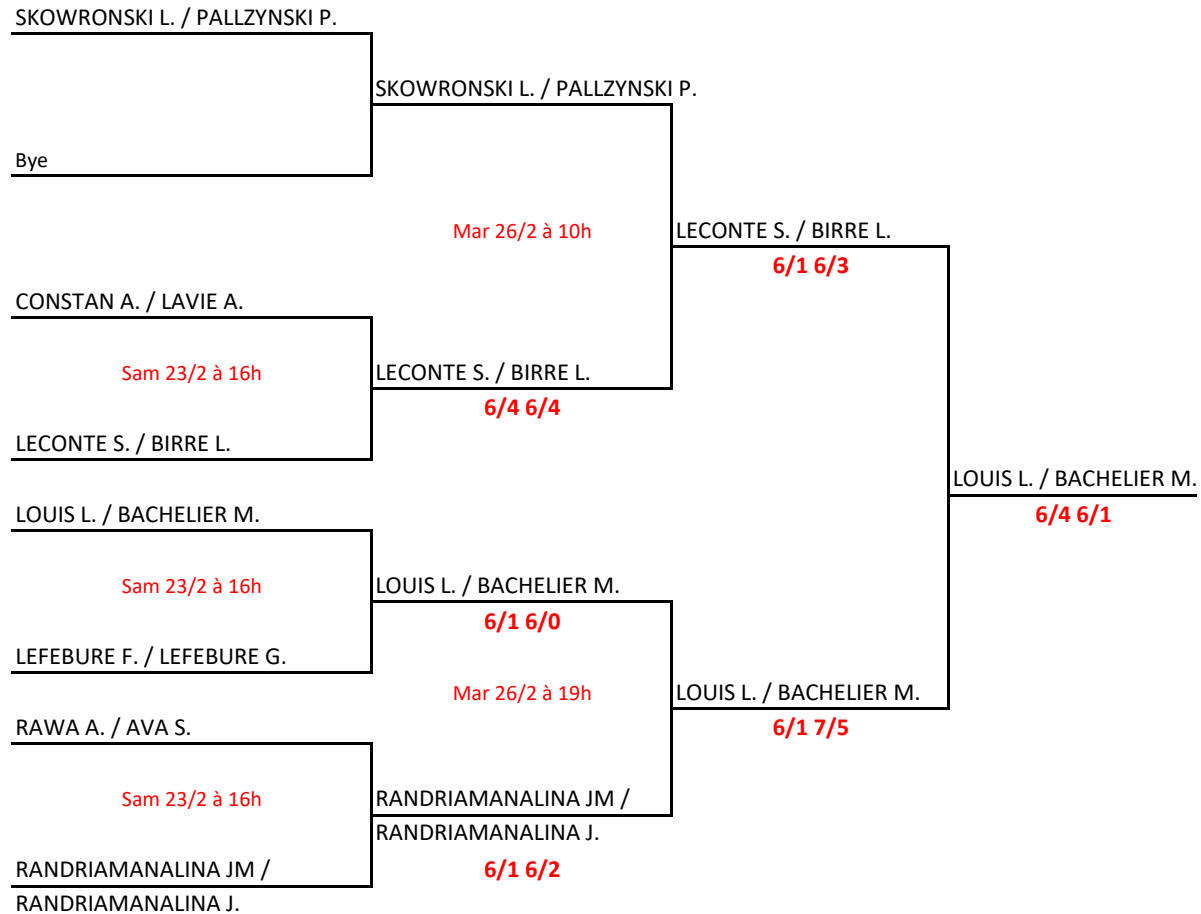 SKOWRONSKI L. / PALLZYNSKI P.
SKOWRONSKI L. / PALLZYNSKI P.
Bye
Mar 26/2 à 10h
LECONTE S. / BIRRE L.
6/1 6/3
CONSTAN A. / LAVIE A.
Sam 23/2 à 16h
LECONTE S. / BIRRE L.
6/4 6/4
LECONTE S. / BIRRE L.
LOUIS L. / BACHELIER M.
6/4 6/1
LOUIS L. / BACHELIER M.
Sam 23/2 à 16h
LOUIS L. / BACHELIER M.
6/1 6/0
LEFEBURE F. / LEFEBURE G.
Mar 26/2 à 19h
LOUIS L. / BACHELIER M.
6/1 7/5
RAWA A. / AVA S.
Sam 23/2 à 16h
RANDRIAMANALINA JM /
RANDRIAMANALINA J.
6/1 6/2
RANDRIAMANALINA JM /
RANDRIAMANALINA J.